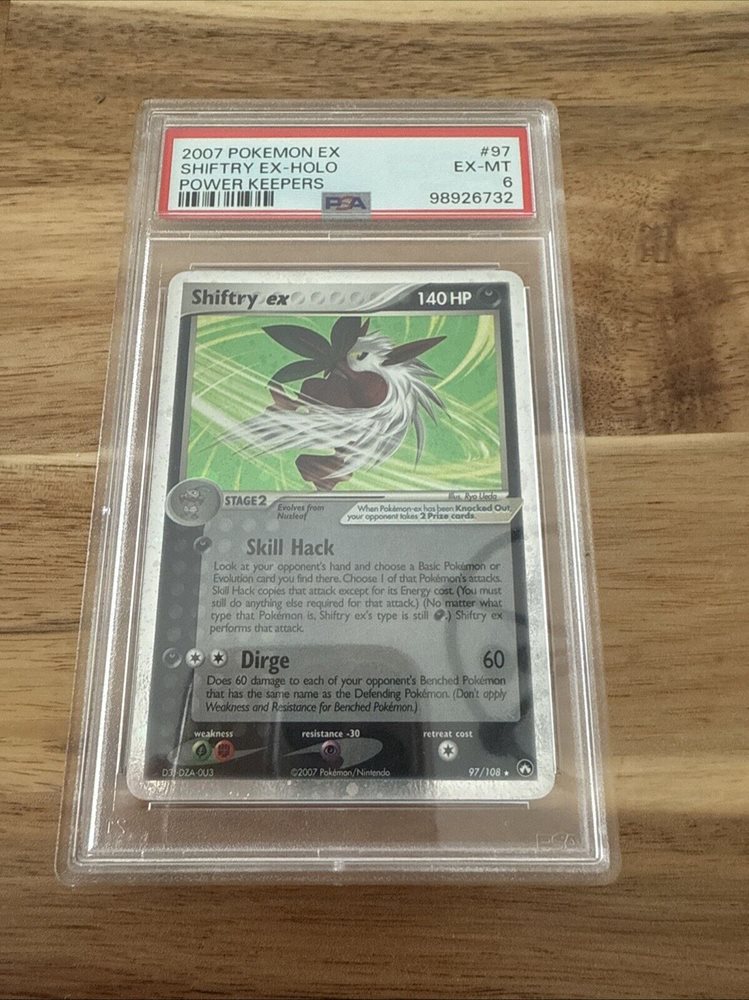 2007 POKEMON EX #97
SHIFTRY EX-HOLO EX-MT
POWER KEEPERS 6
PSA 98926732
Shiftry ex 140 HP
Illus. Ryo Ueda
STAGE 2
Evolves from
Nuzleaf
When Pokémon-ex has been Knocked Out,
your opponent takes 2 Prize cards.
Skill Hack
Look at your opponent's hand and choose a Basic Pokémon or
Evolution card you find there. Choose 1 of that Pokémon's attacks.
Skill Hack copies that attack except for its Energy cost. (You must
still do anything else required for that attack.) (No matter what
type that Pokémon is, Shiftry ex's type is still .) Shiftry ex
performs that attack.
Dirge 60
Does 60 damage to each of your opponent's Benched Pokémon
that has the same name as the Defending Pokémon. (Don't apply
Weakness and Resistance for Benched Pokémon.)
weakness resistance -30 retreat cost
©2007 Pokémon/Nintendo 97/108
PSA